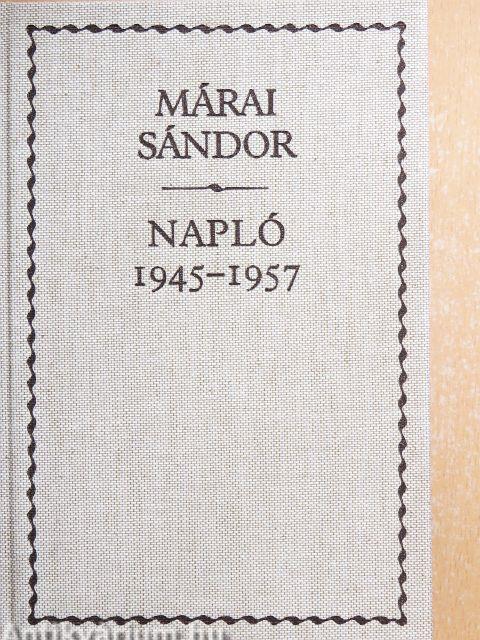 MÁRAI
SÁNDOR
NAPLÓ
1945–1957